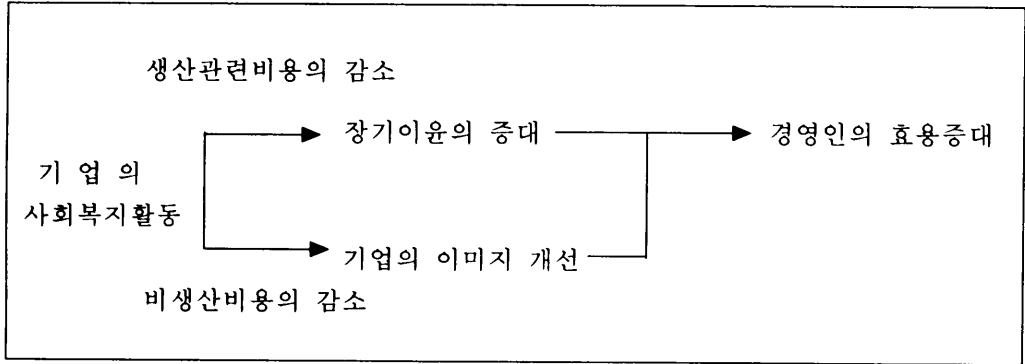 생산관련비용의 감소
장기이윤의 증대
경영인의 효용증대
기 업 의
사회복지활동
기업의 이미지 개선
비생산비용의 감소